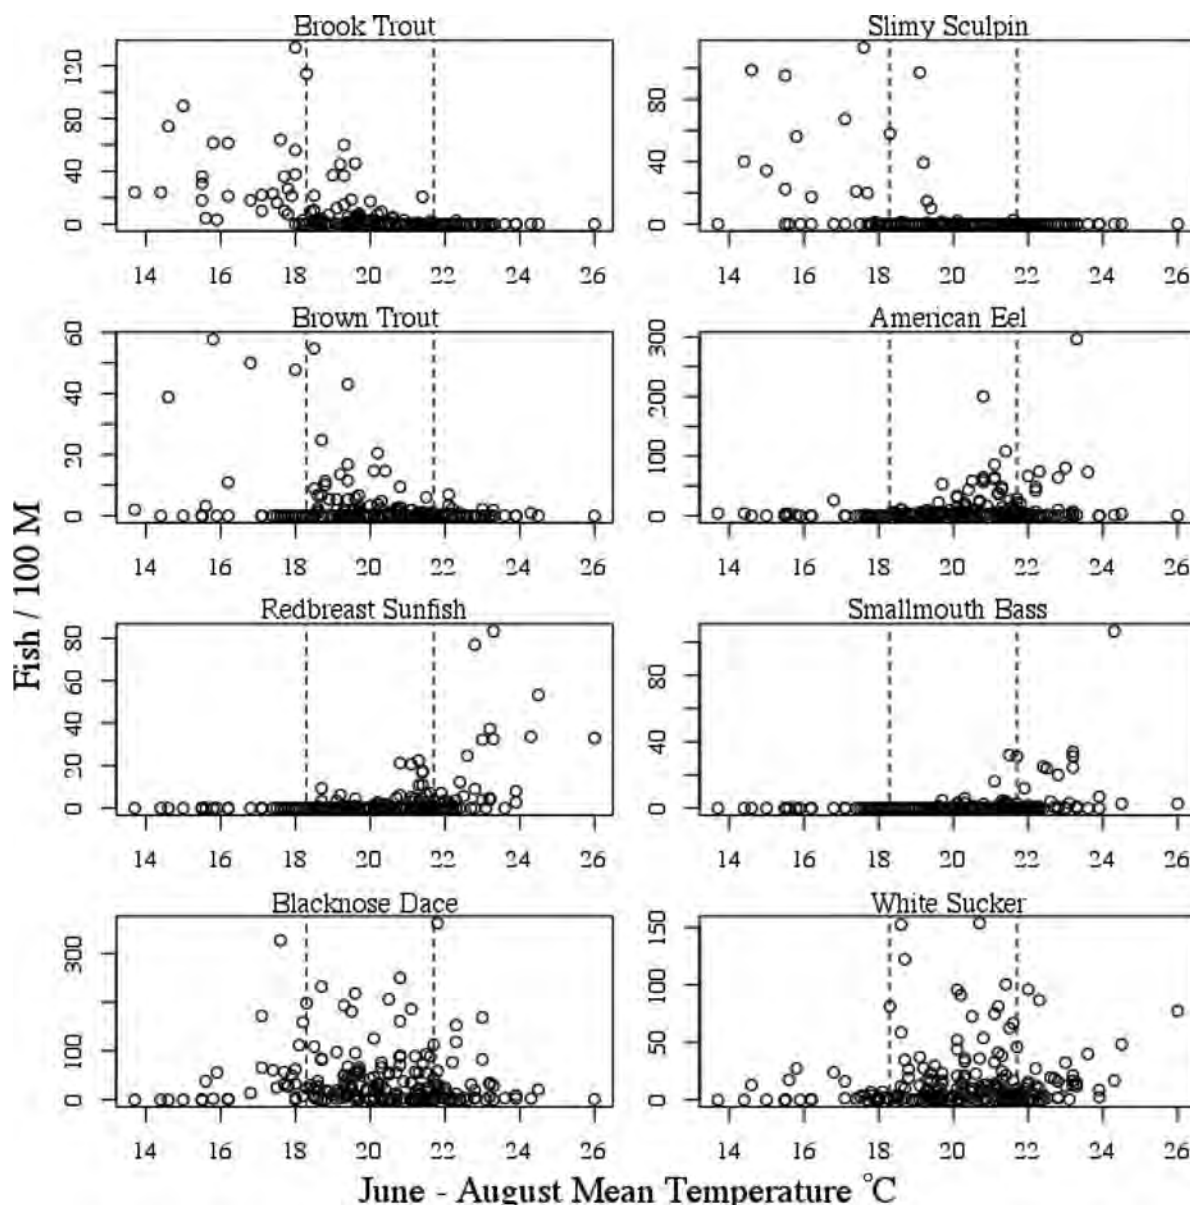 Brook Trout
120
80
40
0
14 16 18 20 22 24 26
Slimy Sculpin
80
40
0
14 16 18 20 22 24 26
Brown Trout
60
40
20
0
14 16 18 20 22 24 26
American Eel
300
200
100
0
14 16 18 20 22 24 26
Redbreast Sunfish
80
60
40
20
0
14 16 18 20 22 24 26
Smallmouth Bass
80
40
0
14 16 18 20 22 24 26
Blacknose Dace
300
100
0
14 16 18 20 22 24 26
White Sucker
150
100
50
0
14 16 18 20 22 24 26
Fish / 100 M
June - August Mean Temperature °C